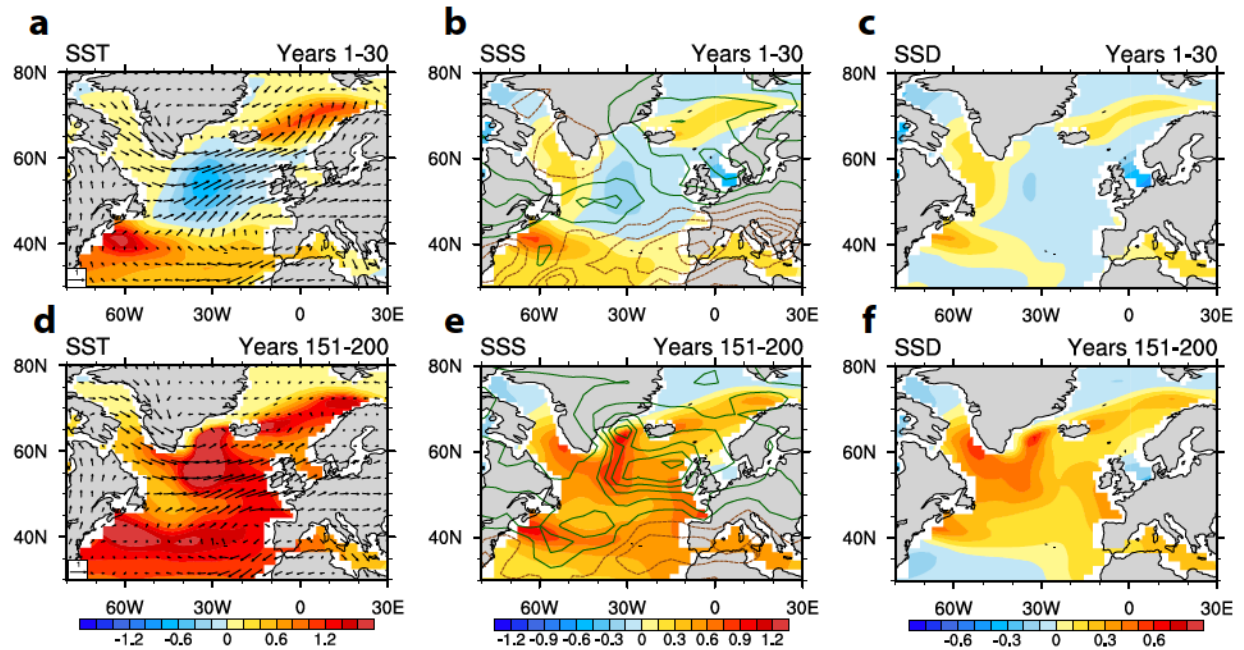 a b c
SST Years 1-30 SSS Years 1-30 SSD Years 1-30
80N 80N 80N
60N 60N 60N
40N 40N 40N
60W 30W 0 30E 60W 30W 0 30E 60W 30W 0 30E
d e f
SST Years 151-200 SSS Years 151-200 SSD Years 151-200
80N 80N 80N
60N 60N 60N
40N 40N 40N
60W 30W 0 30E 60W 30W 0 30E 60W 30W 0 30E
-1.2 -0.6 0 0.6 1.2 -1.2 -0.9 -0.6 -0.3 0 0.3 0.6 0.9 1.2 -0.6 -0.3 0 0.3 0.6